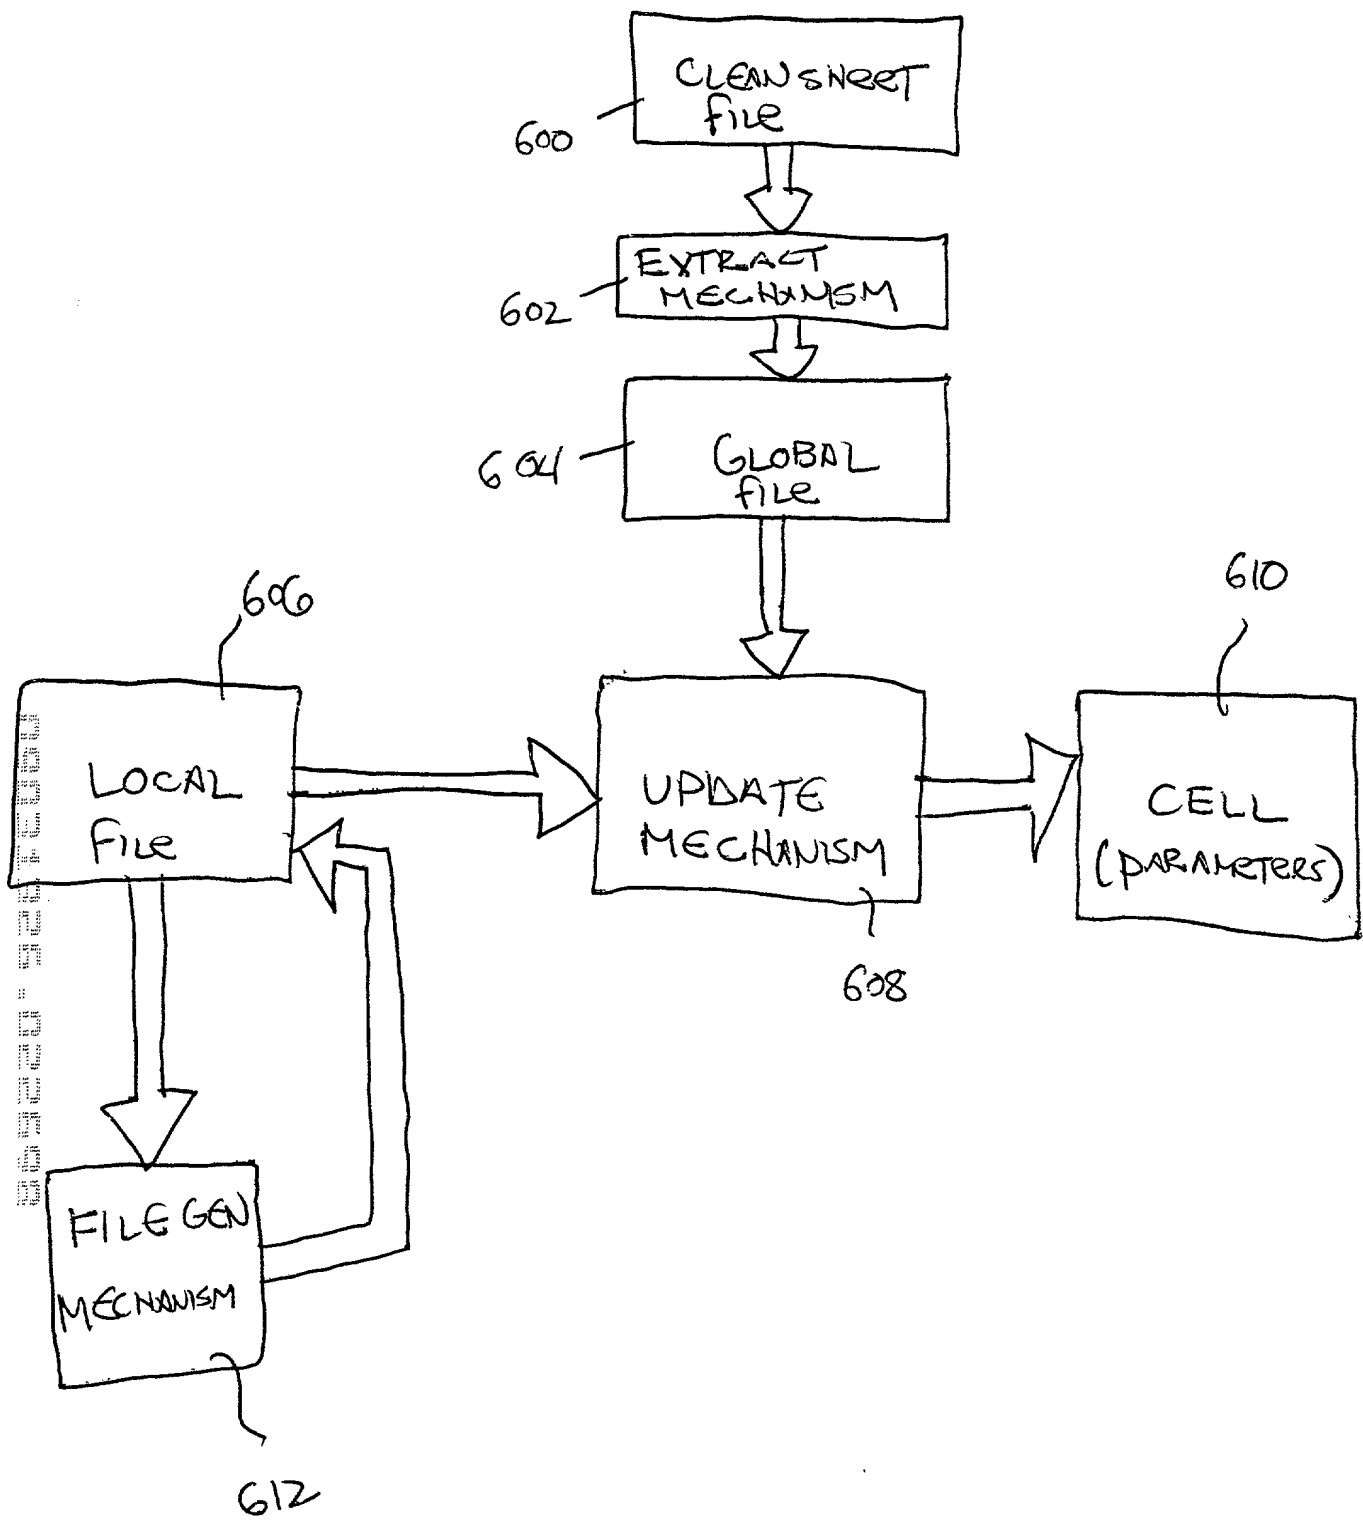 CLEAN SHEET
file
600
EXTRACT
MECHANISM
602
GLOBAL
file
604
606
610
LOCAL
file
UPDATE
MECHANISM
CELL
(PARAMETERS)
608
FILE GEN
MECHANISM
612